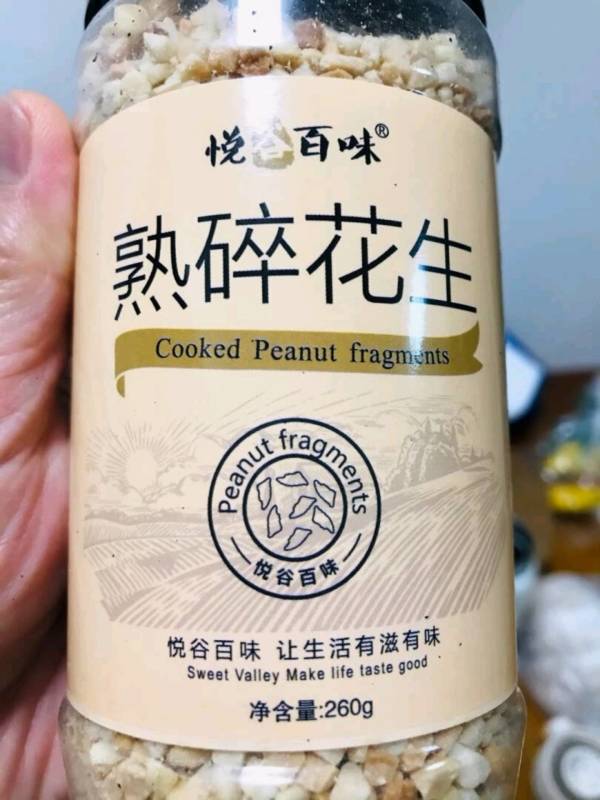 悦谷百味®
熟碎花生
Cooked Peanut fragments
Peanut fragments
悦谷百味
悦谷百味 让生活有滋有味
Sweet Valley Make life taste good
净含量:260g